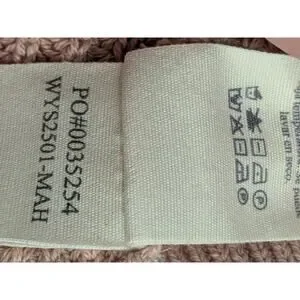 PO#0035254
WYS2501-MAH
lavar en seco.